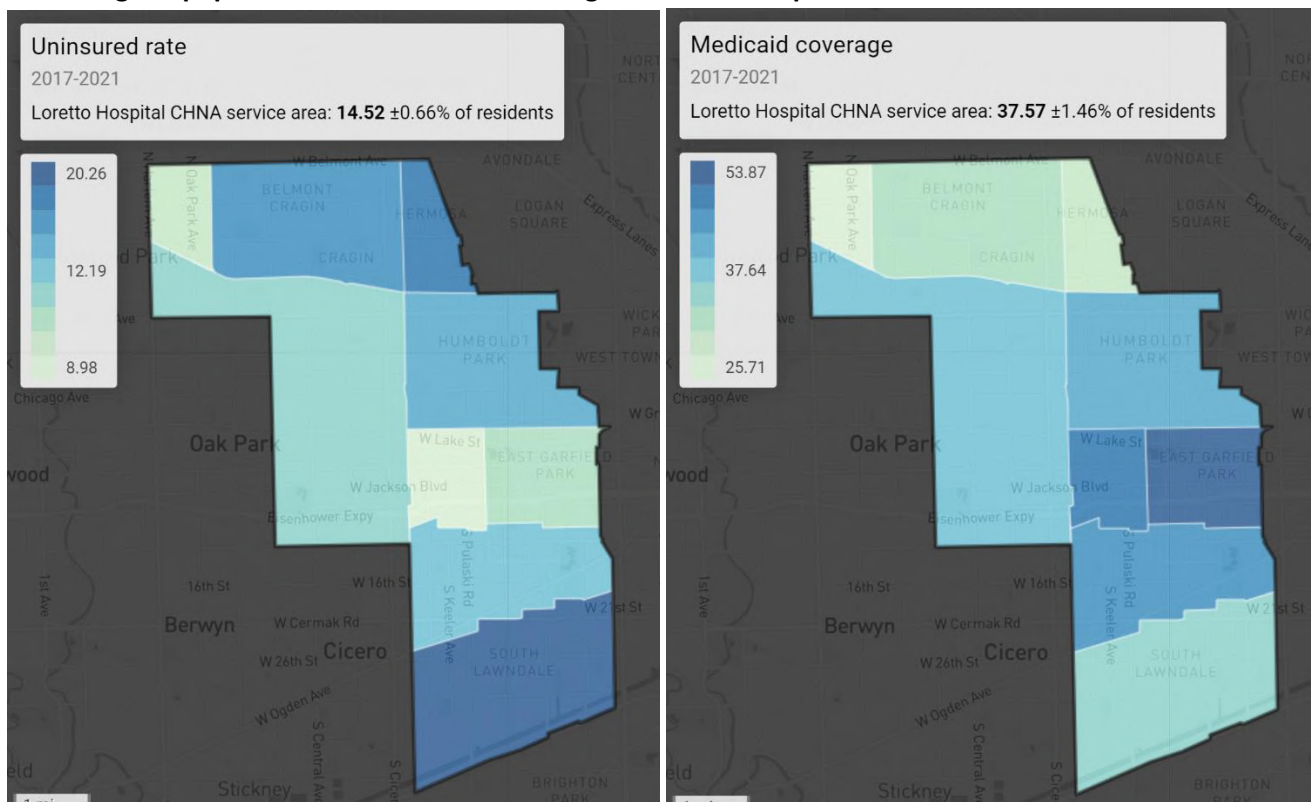 Uninsured rate
2017-2021
Loretto Hospital CHNA service area: 14.52 ±0.66% of residents
20.26
12.19
8.98
W Belmont Ave
AVONDALE
N Oak Park Ave
BELMONT
CRAGIN
HERMOSA
LOGAN
SQUARE
Express Lanes
CRAGIN
d Park
Ave
HUMBOLDT
PARK
WEST TOWN
Chicago Ave
Oak Park
W Lake St
EAST GARFIELD
PARK
wood
W Jackson Blvd
Eisenhower Expy
1st Ave
16th St
W 16th St
S Pulaski Rd
S Keeler Ave
W 21st St
Berwyn
W Cermak Rd
W 26th St
Cicero
SOUTH
LAWNDALE
W Ogden Ave
S Central Ave
Stickney
BRIGHTON
PARK
Medicaid coverage
2017-2021
Loretto Hospital CHNA service area: 37.57 ±1.46% of residents
53.87
37.64
25.71
W Belmont Ave
AVONDALE
N Oak Park Ave
BELMONT
CRAGIN
HERMOSA
LOGAN
SQUARE
Express Lanes
CRAGIN
d Park
Ave
HUMBOLDT
PARK
WEST TOWN
Chicago Ave
Oak Park
W Lake St
EAST GARFIELD
PARK
wood
W Jackson Blvd
Eisenhower Expy
1st Ave
16th St
W 16th St
S Pulaski Rd
S Keeler Ave
W 21st St
Berwyn
W Cermak Rd
W 26th St
Cicero
SOUTH
LAWNDALE
W Ogden Ave
S Central Ave
Stickney
BRIGHTON
PARK